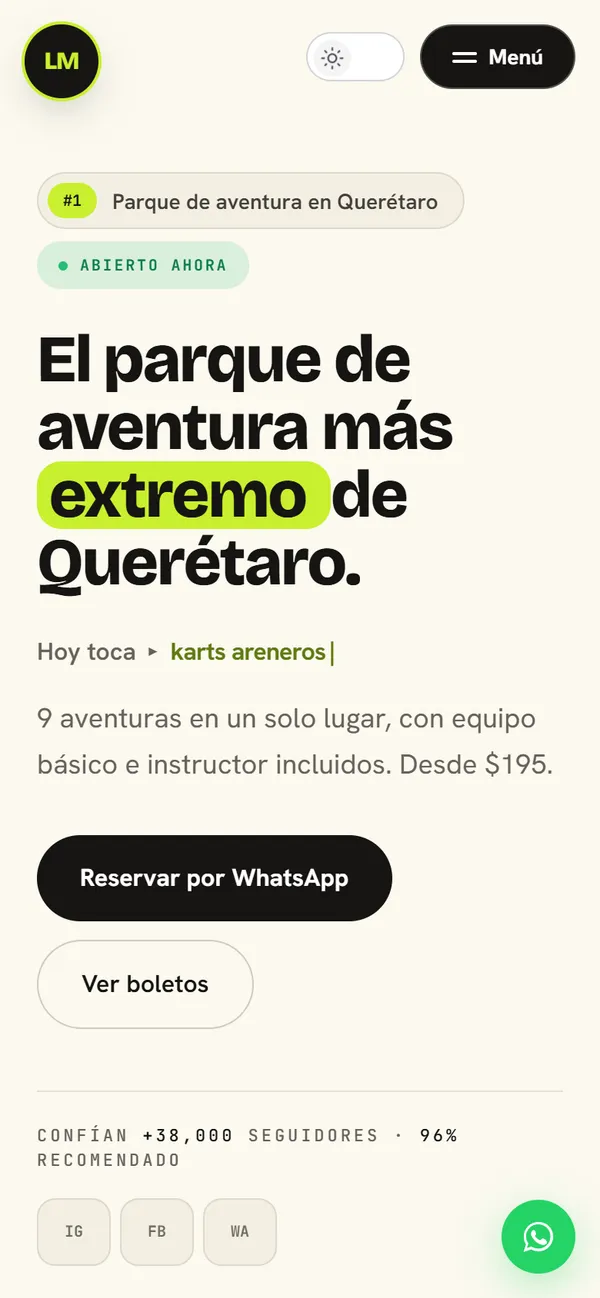 LM
Menú
#1 Parque de aventura en Querétaro
ABIERTO AHORA
El parque de
aventura más
extremo de
Querétaro.
Hoy toca ▸ karts areneros|
9 aventuras en un solo lugar, con equipo
básico e instructor incluidos. Desde $195.
Reservar por WhatsApp
Ver boletos
CONFÍAN +38,000 SEGUIDORES · 96%
RECOMENDADO
IG FB WA